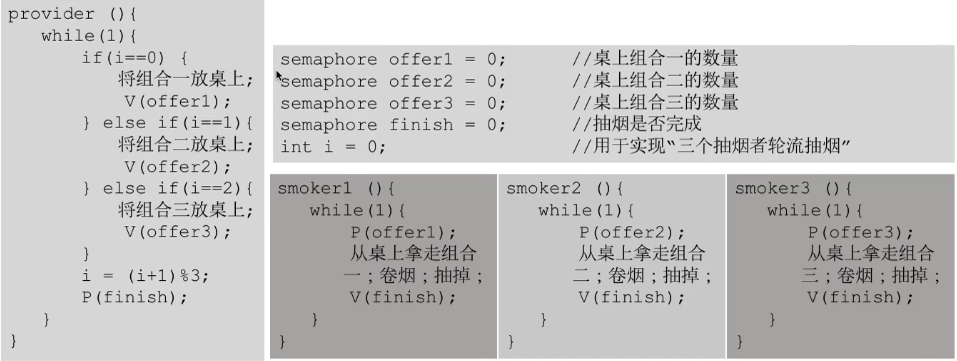 provider (){
while(1){
if(i==0) {
将组合一放桌上;
V(offer1);
} else if(i==1){
将组合二放桌上;
V(offer2);
} else if(i==2){
将组合三放桌上;
V(offer3);
}
i = (i+1)%3;
P(finish);
}
}
semaphore offer1 = 0; //桌上组合一的数量
semaphore offer2 = 0; //桌上组合二的数量
semaphore offer3 = 0; //桌上组合三的数量
semaphore finish = 0; //抽烟是否完成
int i = 0; //用于实现“三个抽烟者轮流抽烟”
smoker1 (){
while(1){
P(offer1);
从桌上拿走组合
一；卷烟；抽掉；
V(finish);
}
}
smoker2 (){
while(1){
P(offer2);
从桌上拿走组合
二；卷烟；抽掉；
V(finish);
}
}
smoker3 (){
while(1){
P(offer3);
从桌上拿走组合
三；卷烟；抽掉；
V(finish);
}
}